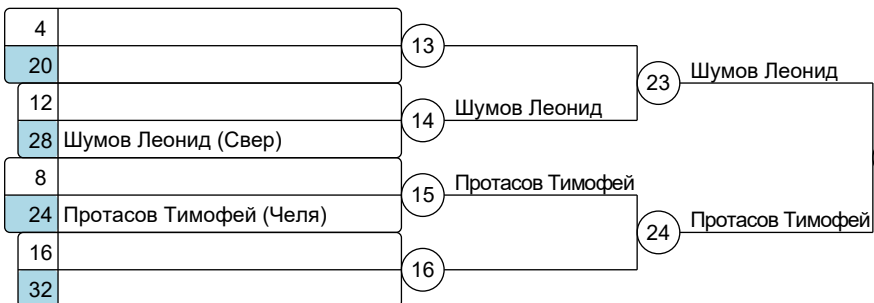 4
13
20
23 Шумов Леонид
12
14 Шумов Леонид
28 Шумов Леонид (Свер)
8
15 Протасов Тимофей
24 Протасов Тимофей (Челя)
24 Протасов Тимофей
16
16
32